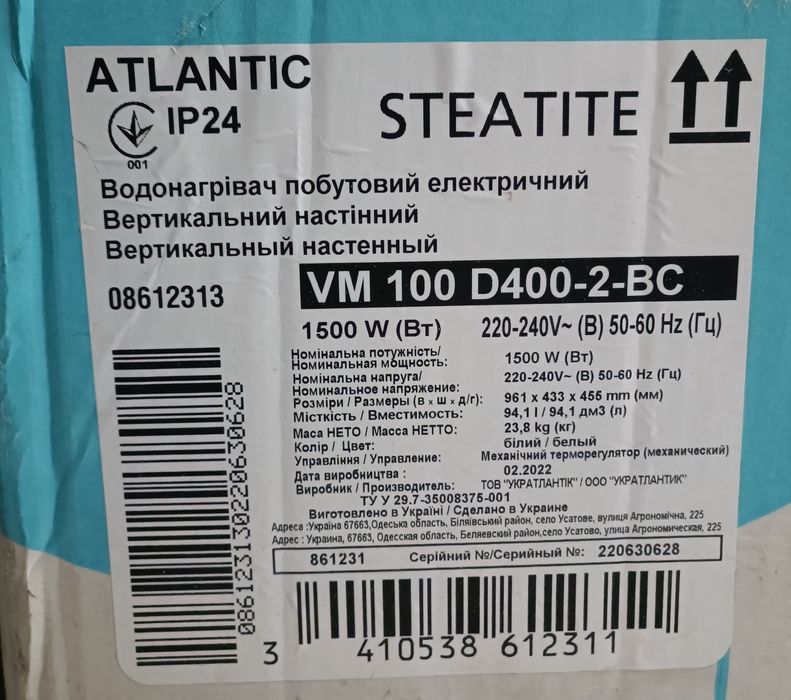 ATLANTIC
001
IP24
STEATITE
Водонагрівач побутовий електричний
Вертикальний настінний
Вертикальный настенный
08612313
VM 100 D400-2-BC
1500 W (Вт) 220-240V~ (В) 50-60 Hz (Гц)
Номінальна потужність/
Номинальная мощность: 1500 W (Вт)
Номінальна напруга/
Номинальное напряжение: 220-240V~ (В) 50-60 Hz (Гц)
Розміри / Размеры (в х ш х д/г): 961 x 433 x 455 mm (мм)
Місткість / Вместимость: 94,1 l / 94,1 дм3 (л)
Маса НЕТО / Масса НЕТТО: 23,8 kg (кг)
Колір / Цвет: білий / белый
Управління / Управление: Механічний терморегулятор (механический)
Дата виробництва : 02.2022
Виробник / Производитель: ТОВ "УКРАТЛАНТІК" / ООО "УКРАТЛАНТИК"
ТУ У 29.7-35008375-001
Виготовлено в Україні / Сделано в Украине
Адреса :Україна 67663,Одеська область, Біляївський район, село Усатове, вулиця Агрономічна, 225
Адрес : Украина, 67663, Одесская область, Беляевский район, село Усатово, улица Агрономическая, 225
861231 Серійний №/Серийный №: 220630628
086123130220630628
3 410538 612311